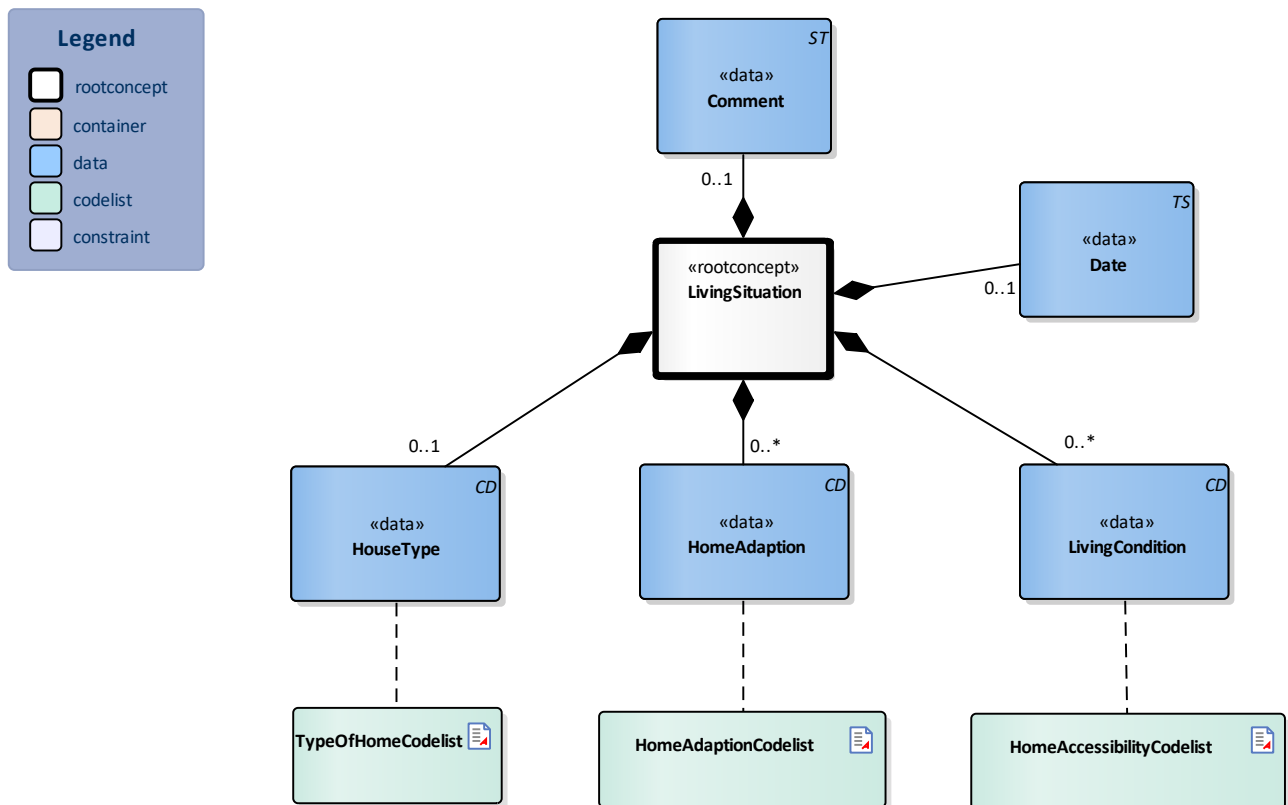 Legend
rootconcept
container
data
codelist
constraint
ST
«data»
Comment
0..1
TS
«data»
Date
0..1
«rootconcept»
LivingSituation
0..1
0..*
0..*
CD
«data»
HouseType
CD
«data»
HomeAdaption
CD
«data»
LivingCondition
TypeOfHomeCodelist
HomeAdaptionCodelist
HomeAccessibilityCodelist